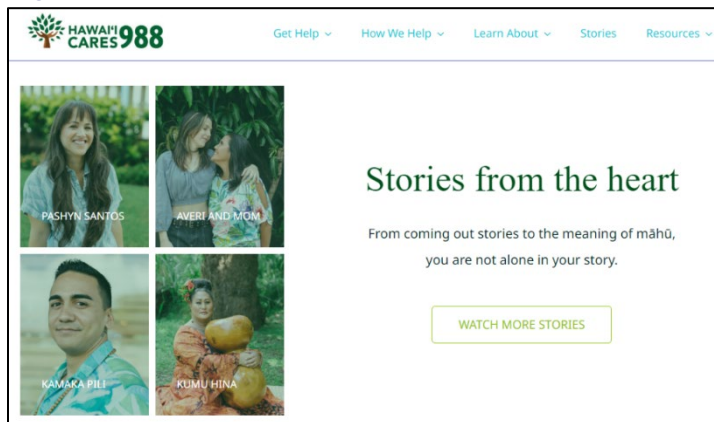 HAWAIʻI
CARES 988
Get Help
How We Help
Learn About
Stories
Resources
PASHYN SANTOS
AVERI AND MOM
Stories from the heart
From coming out stories to the meaning of māhū,
you are not alone in your story.
WATCH MORE STORIES
KAMAKA PILI
KUMU HINA